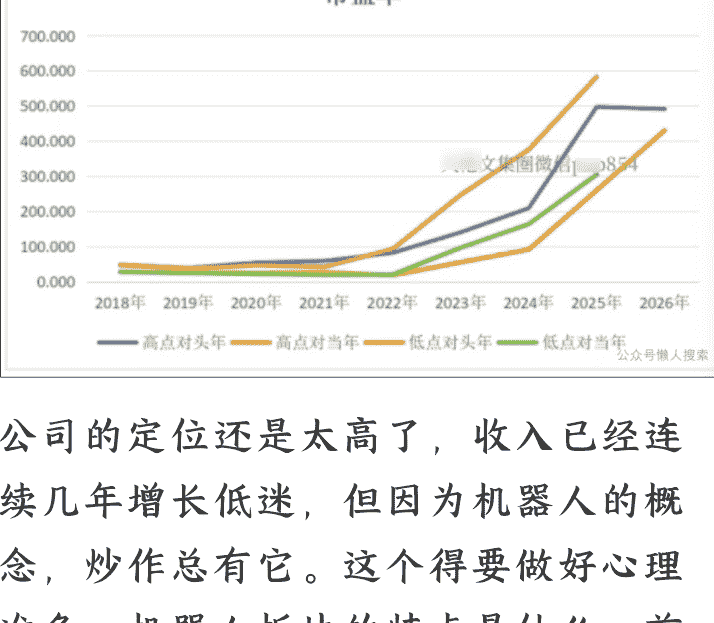 700.000
600.000
500.000
400.000
300.000
200.000
100.000
0.000
文集圈微信
2018年 2019年 2020年 2021年 2022年 2023年 2024年 2025年 2026年
高点对头年 高点对当年 低点对头年 低点对当年
公众号懒人搜索
公司的定位还是太高了，收入已经连
续几年增长低迷，但因为机器人的概
念，炒作总有它。这个得要做好心理